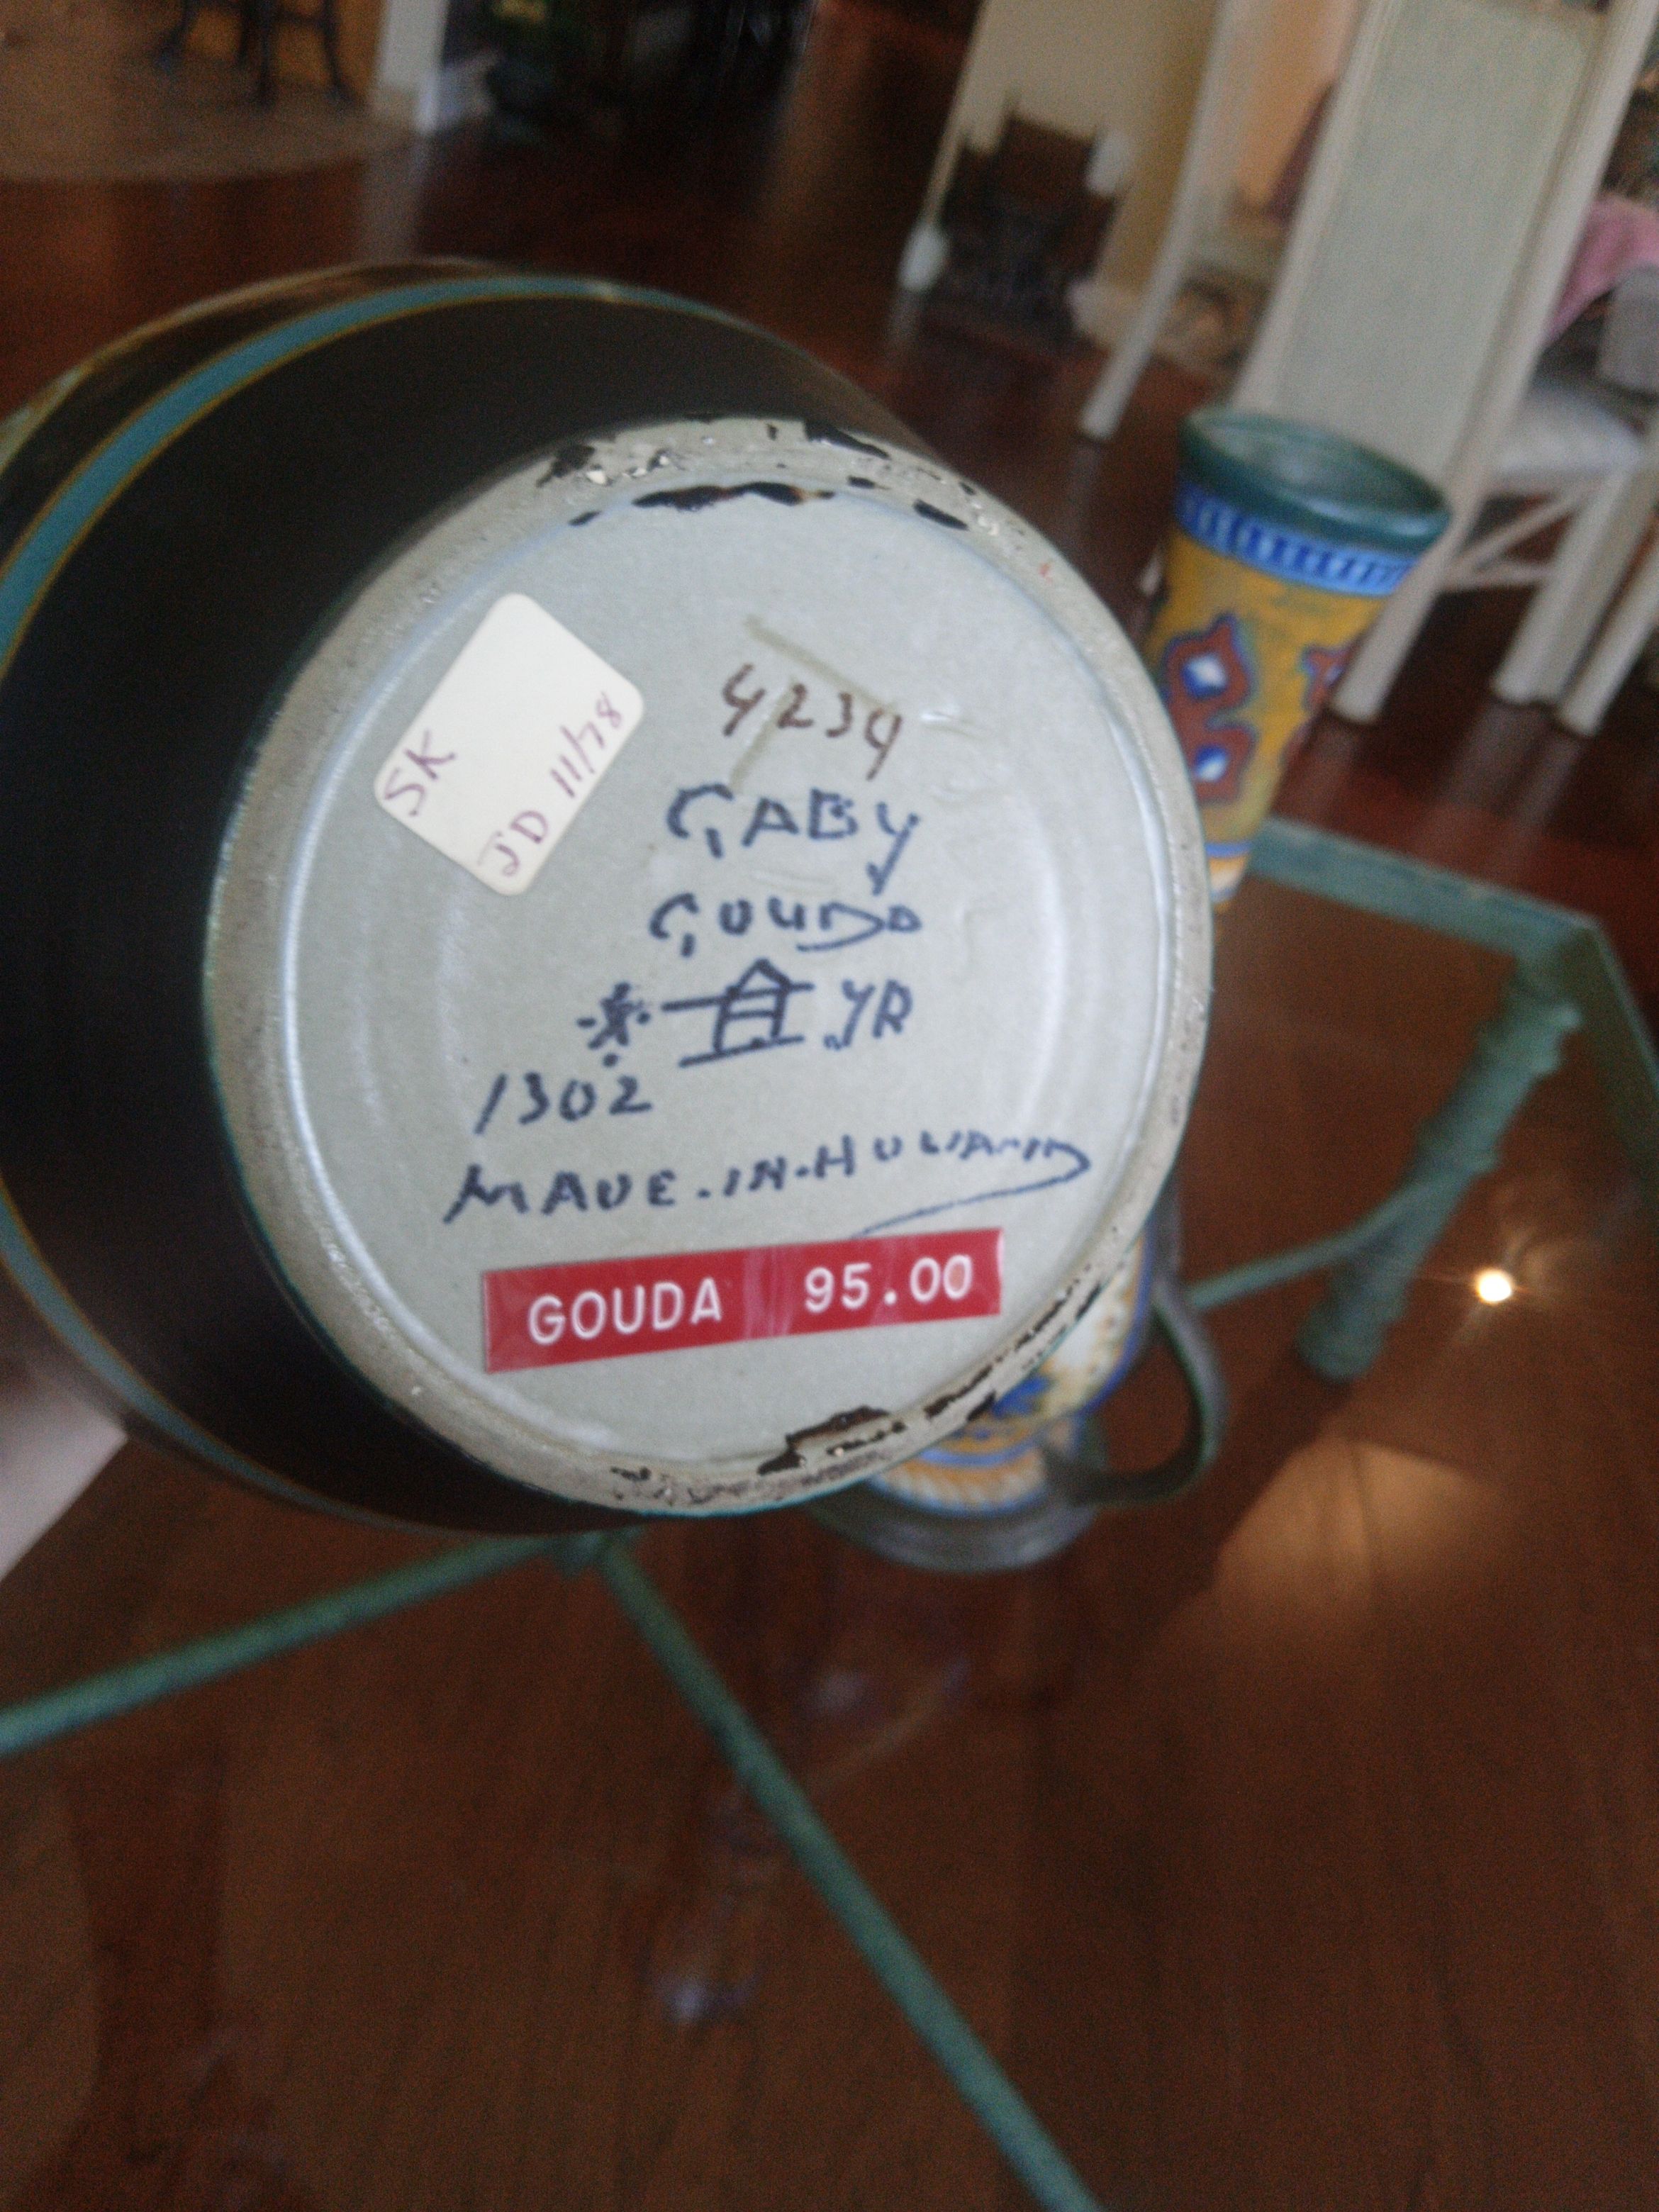 SK
JD 11/78
4239
GABY
GOUDA
YR
1302
MADE.IN.HOLLAND
GOUDA 95.00